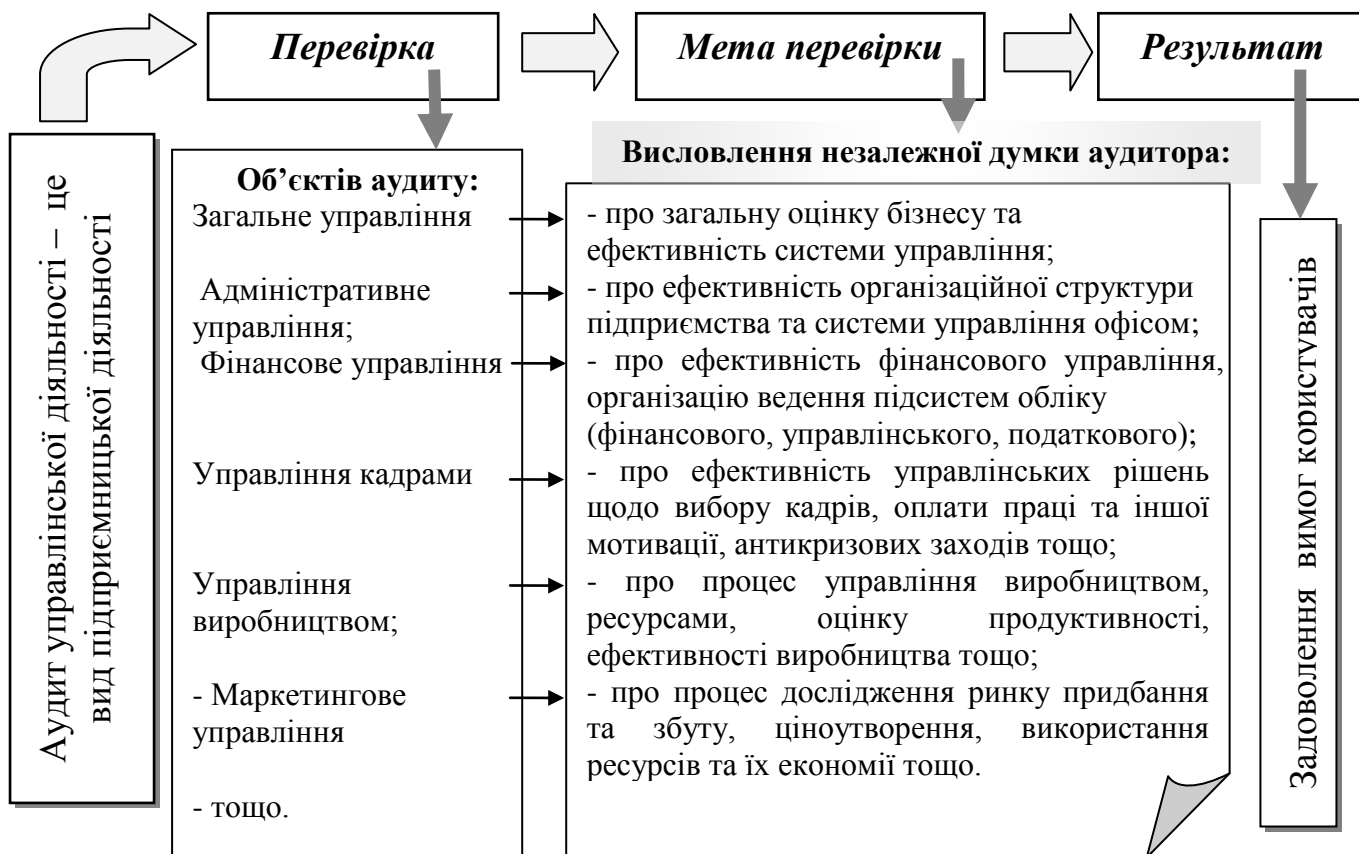 Перевірка
Мета перевірки
Результат
Аудит управлінської діяльності – це
вид підприємницької діяльності
Об’єктів аудиту:
Загальне управління
Адміністративне
управління;
Фінансове управління
Управління кадрами
Управління
виробництвом;
- Маркетингове
управління
- тощо.
Висловлення незалежної думки аудитора:
- про загальну оцінку бізнесу та
ефективність системи управління;
- про ефективність організаційної структури
підприємства та системи управління офісом;
- про ефективність фінансового управління,
організацію ведення підсистем обліку
(фінансового, управлінського, податкового);
- про ефективність управлінських рішень
щодо вибору кадрів, оплати праці та іншої
мотивації, антикризових заходів тощо;
- про процес управління виробництвом,
ресурсами, оцінку продуктивності,
ефективності виробництва тощо;
- про процес дослідження ринку придбання
та збуту, ціноутворення, використання
ресурсів та їх економії тощо.
Задоволення вимог користувачів